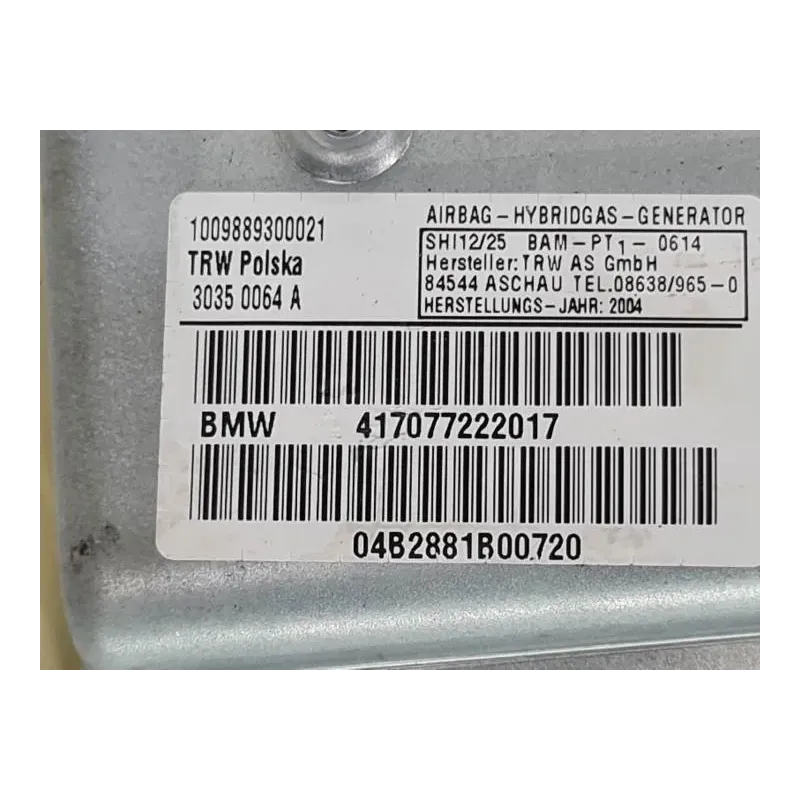 1009889300021
TRW Polska
3035 0064 A
AIRBAG-HYBRIDGAS-GENERATOR
SHI12/25 BAM-PT1-0614
Hersteller: TRW AS GmbH
84544 ASCHAU TEL.08638/965-0
HERSTELLUNGS-JAHR: 2004
BMW 417077222017
04B2881B00720